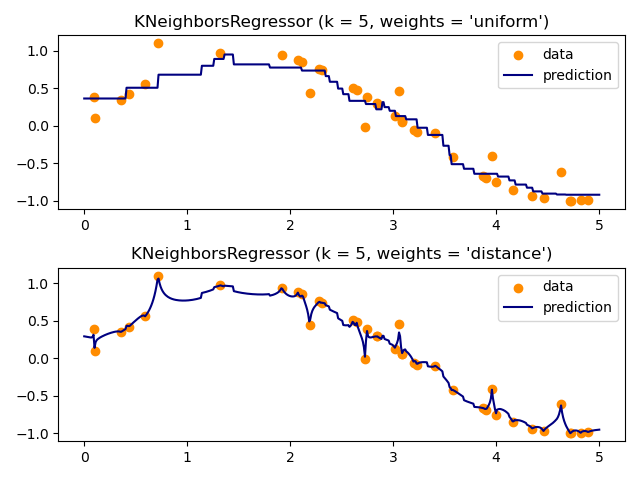 KNeighborsRegressor (k = 5, weights = 'uniform')
1.0
0.5
0.0
−0.5
−1.0
data
prediction
0 1 2 3 4 5
KNeighborsRegressor (k = 5, weights = 'distance')
1.0
0.5
0.0
−0.5
−1.0
data
prediction
0 1 2 3 4 5